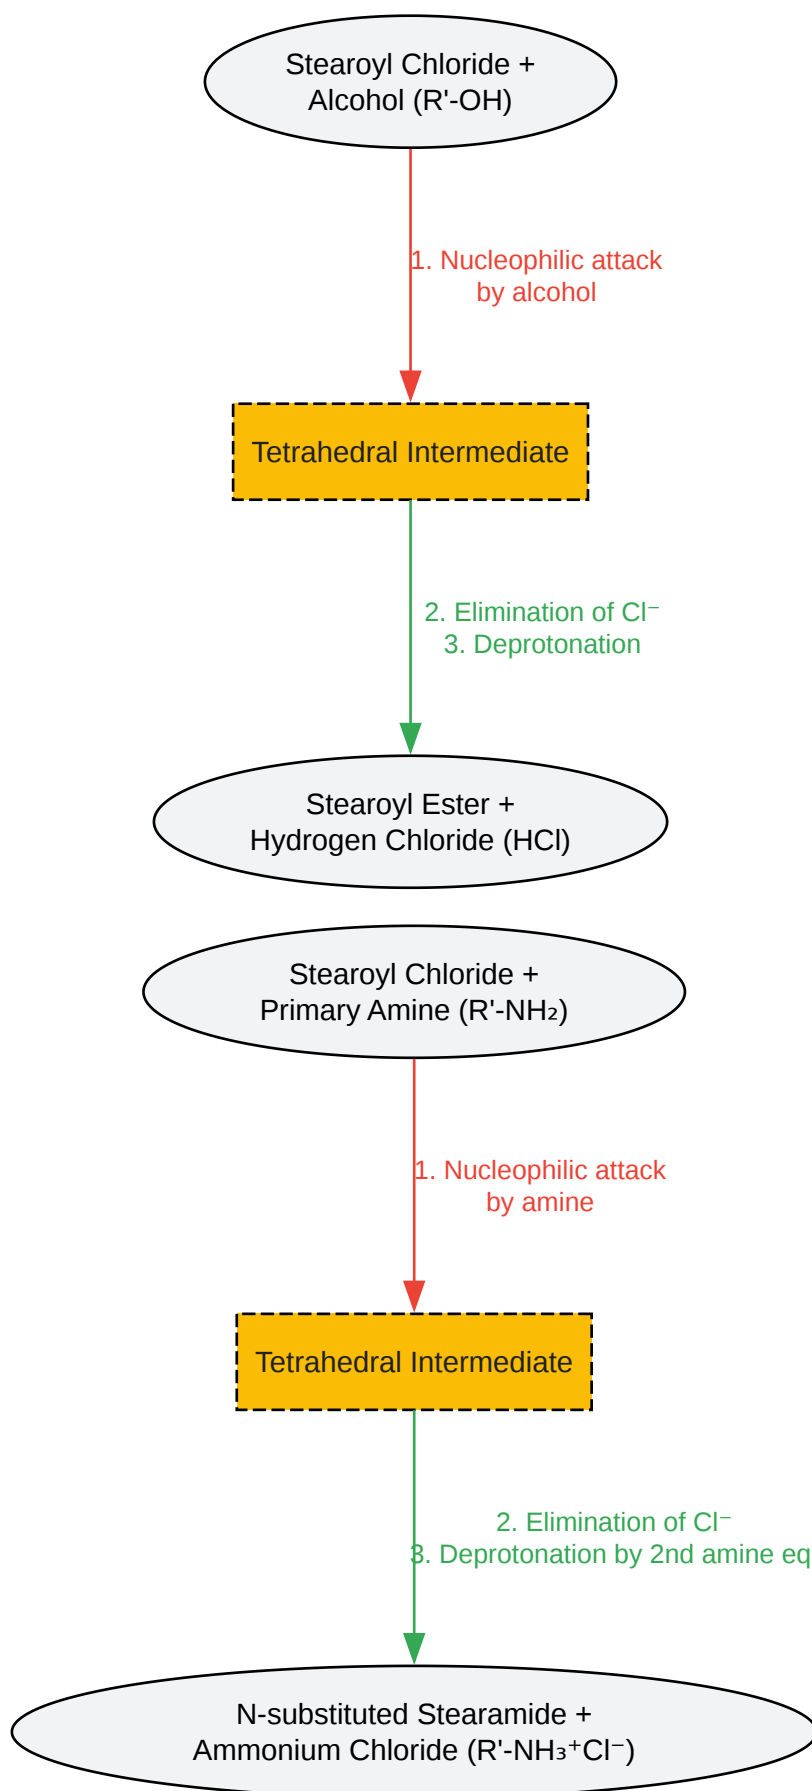 Stearoyl Chloride +
Alcohol (R'-OH)
1. Nucleophilic attack
by alcohol
Tetrahedral Intermediate
2. Elimination of Cl⁻
3. Deprotonation
Stearoyl Ester +
Hydrogen Chloride (HCl)
Stearoyl Chloride +
Primary Amine (R'-NH₂)
1. Nucleophilic attack
by amine
Tetrahedral Intermediate
2. Elimination of Cl⁻
3. Deprotonation by 2nd amine eq
N-substituted Stearamide +
Ammonium Chloride (R'-NH₃⁺Cl⁻)